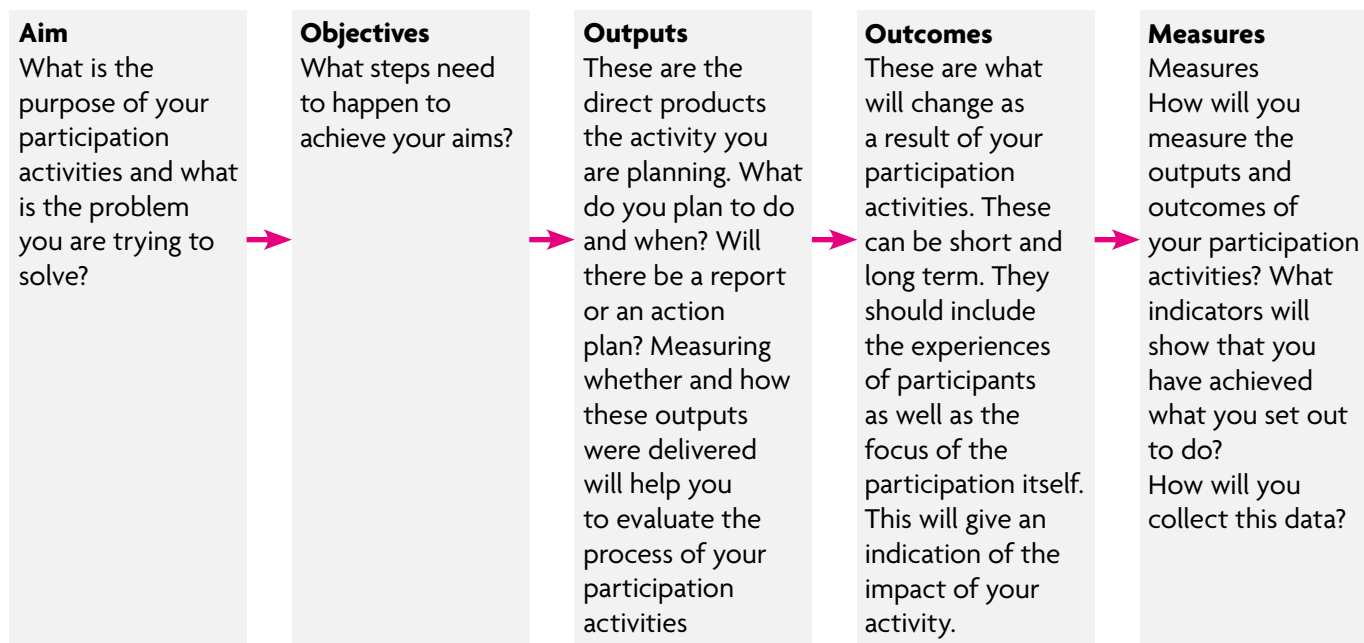 Aim
What is the
purpose of your
participation
activities and what
is the problem
you are trying to
solve?
Objectives
What steps need
to happen to
achieve your aims?
Outputs
These are the
direct products
the activity you
are planning. What
do you plan to do
and when? Will
there be a report
or an action
plan? Measuring
whether and how
these outputs
were delivered
will help you
to evaluate the
process of your
participation
activities
Outcomes
These are what
will change as
a result of your
participation
activities. These
can be short and
long term. They
should include
the experiences
of participants
as well as the
focus of the
participation itself.
This will give an
indication of the
impact of your
activity.
Measures
Measures
How will you
measure the
outputs and
outcomes of
your participation
activities? What
indicators will
show that you
have achieved
what you set out
to do?
How will you
collect this data?